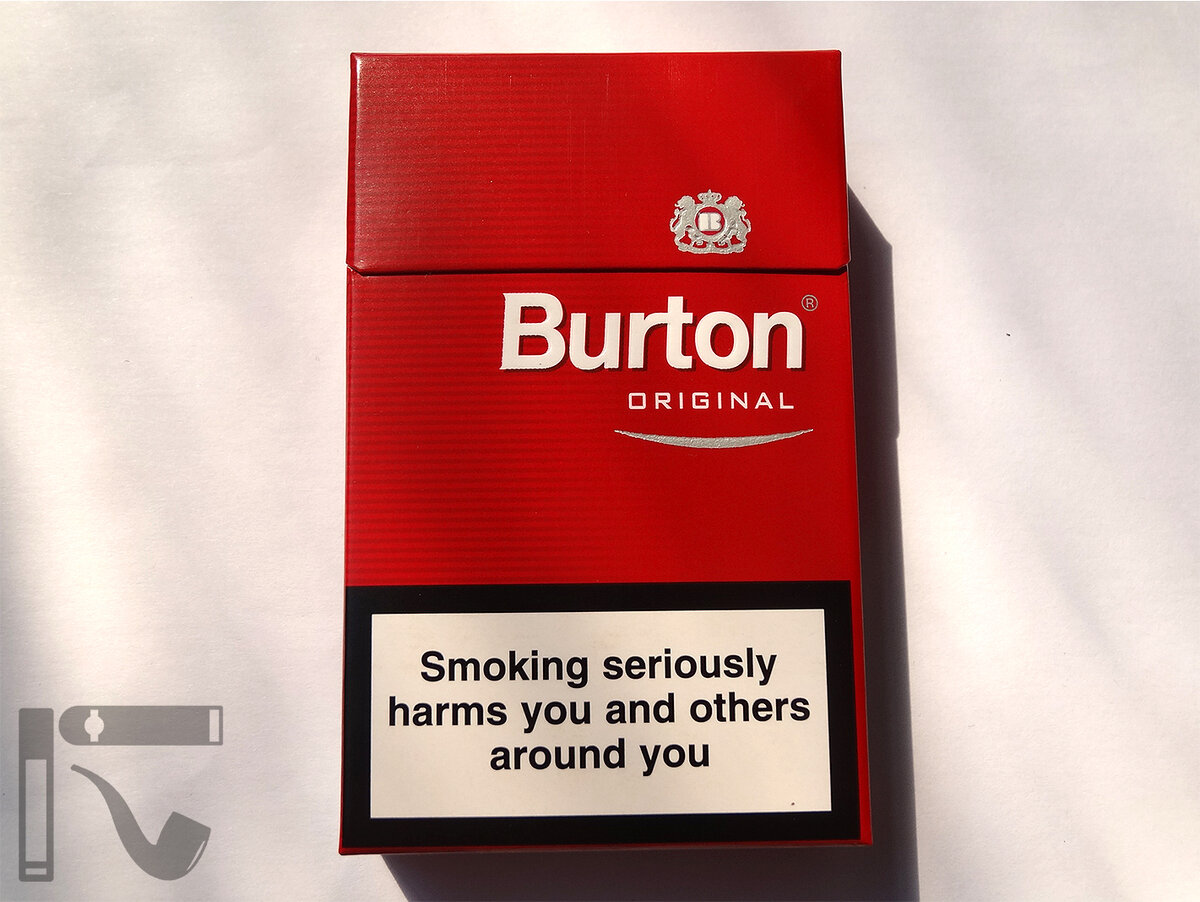 B
Burton®
ORIGINAL
Smoking seriously
harms you and others
around you